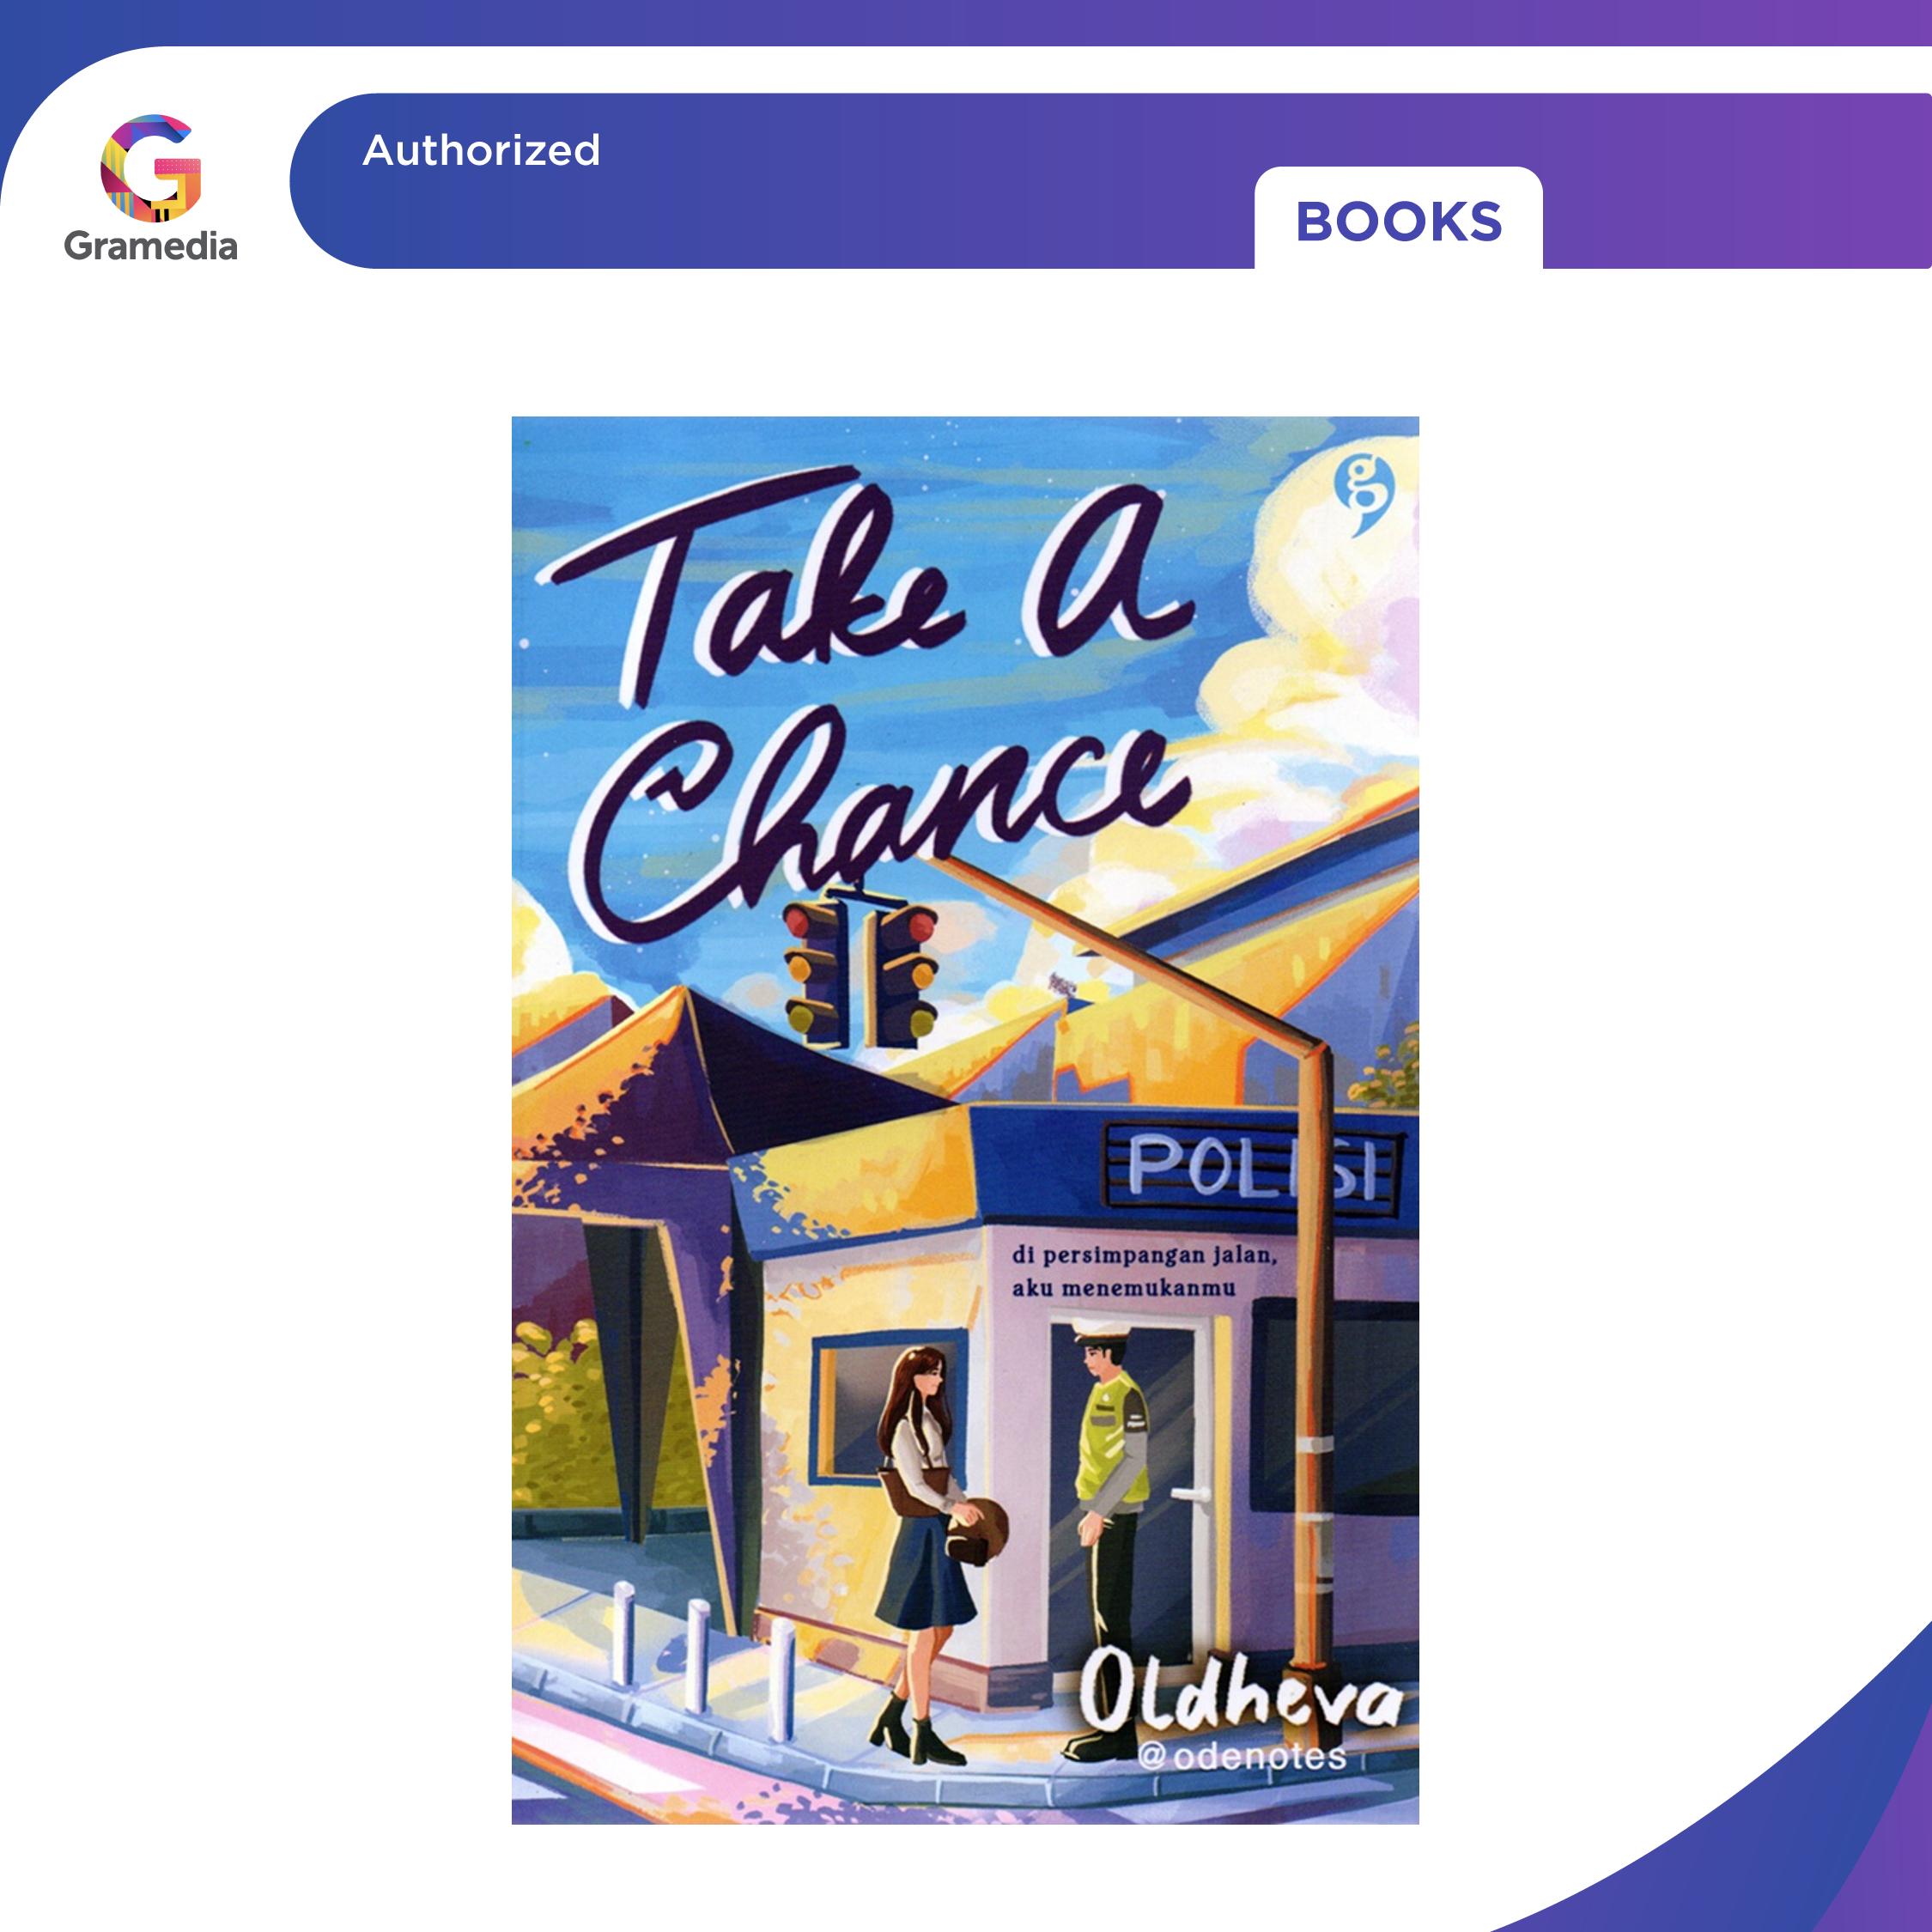 Authorized
Gramedia
BOOKS
Take A
Chance
POLISI
di persimpangan jalan,
aku menemukanmu
Oldheva
@odenotes